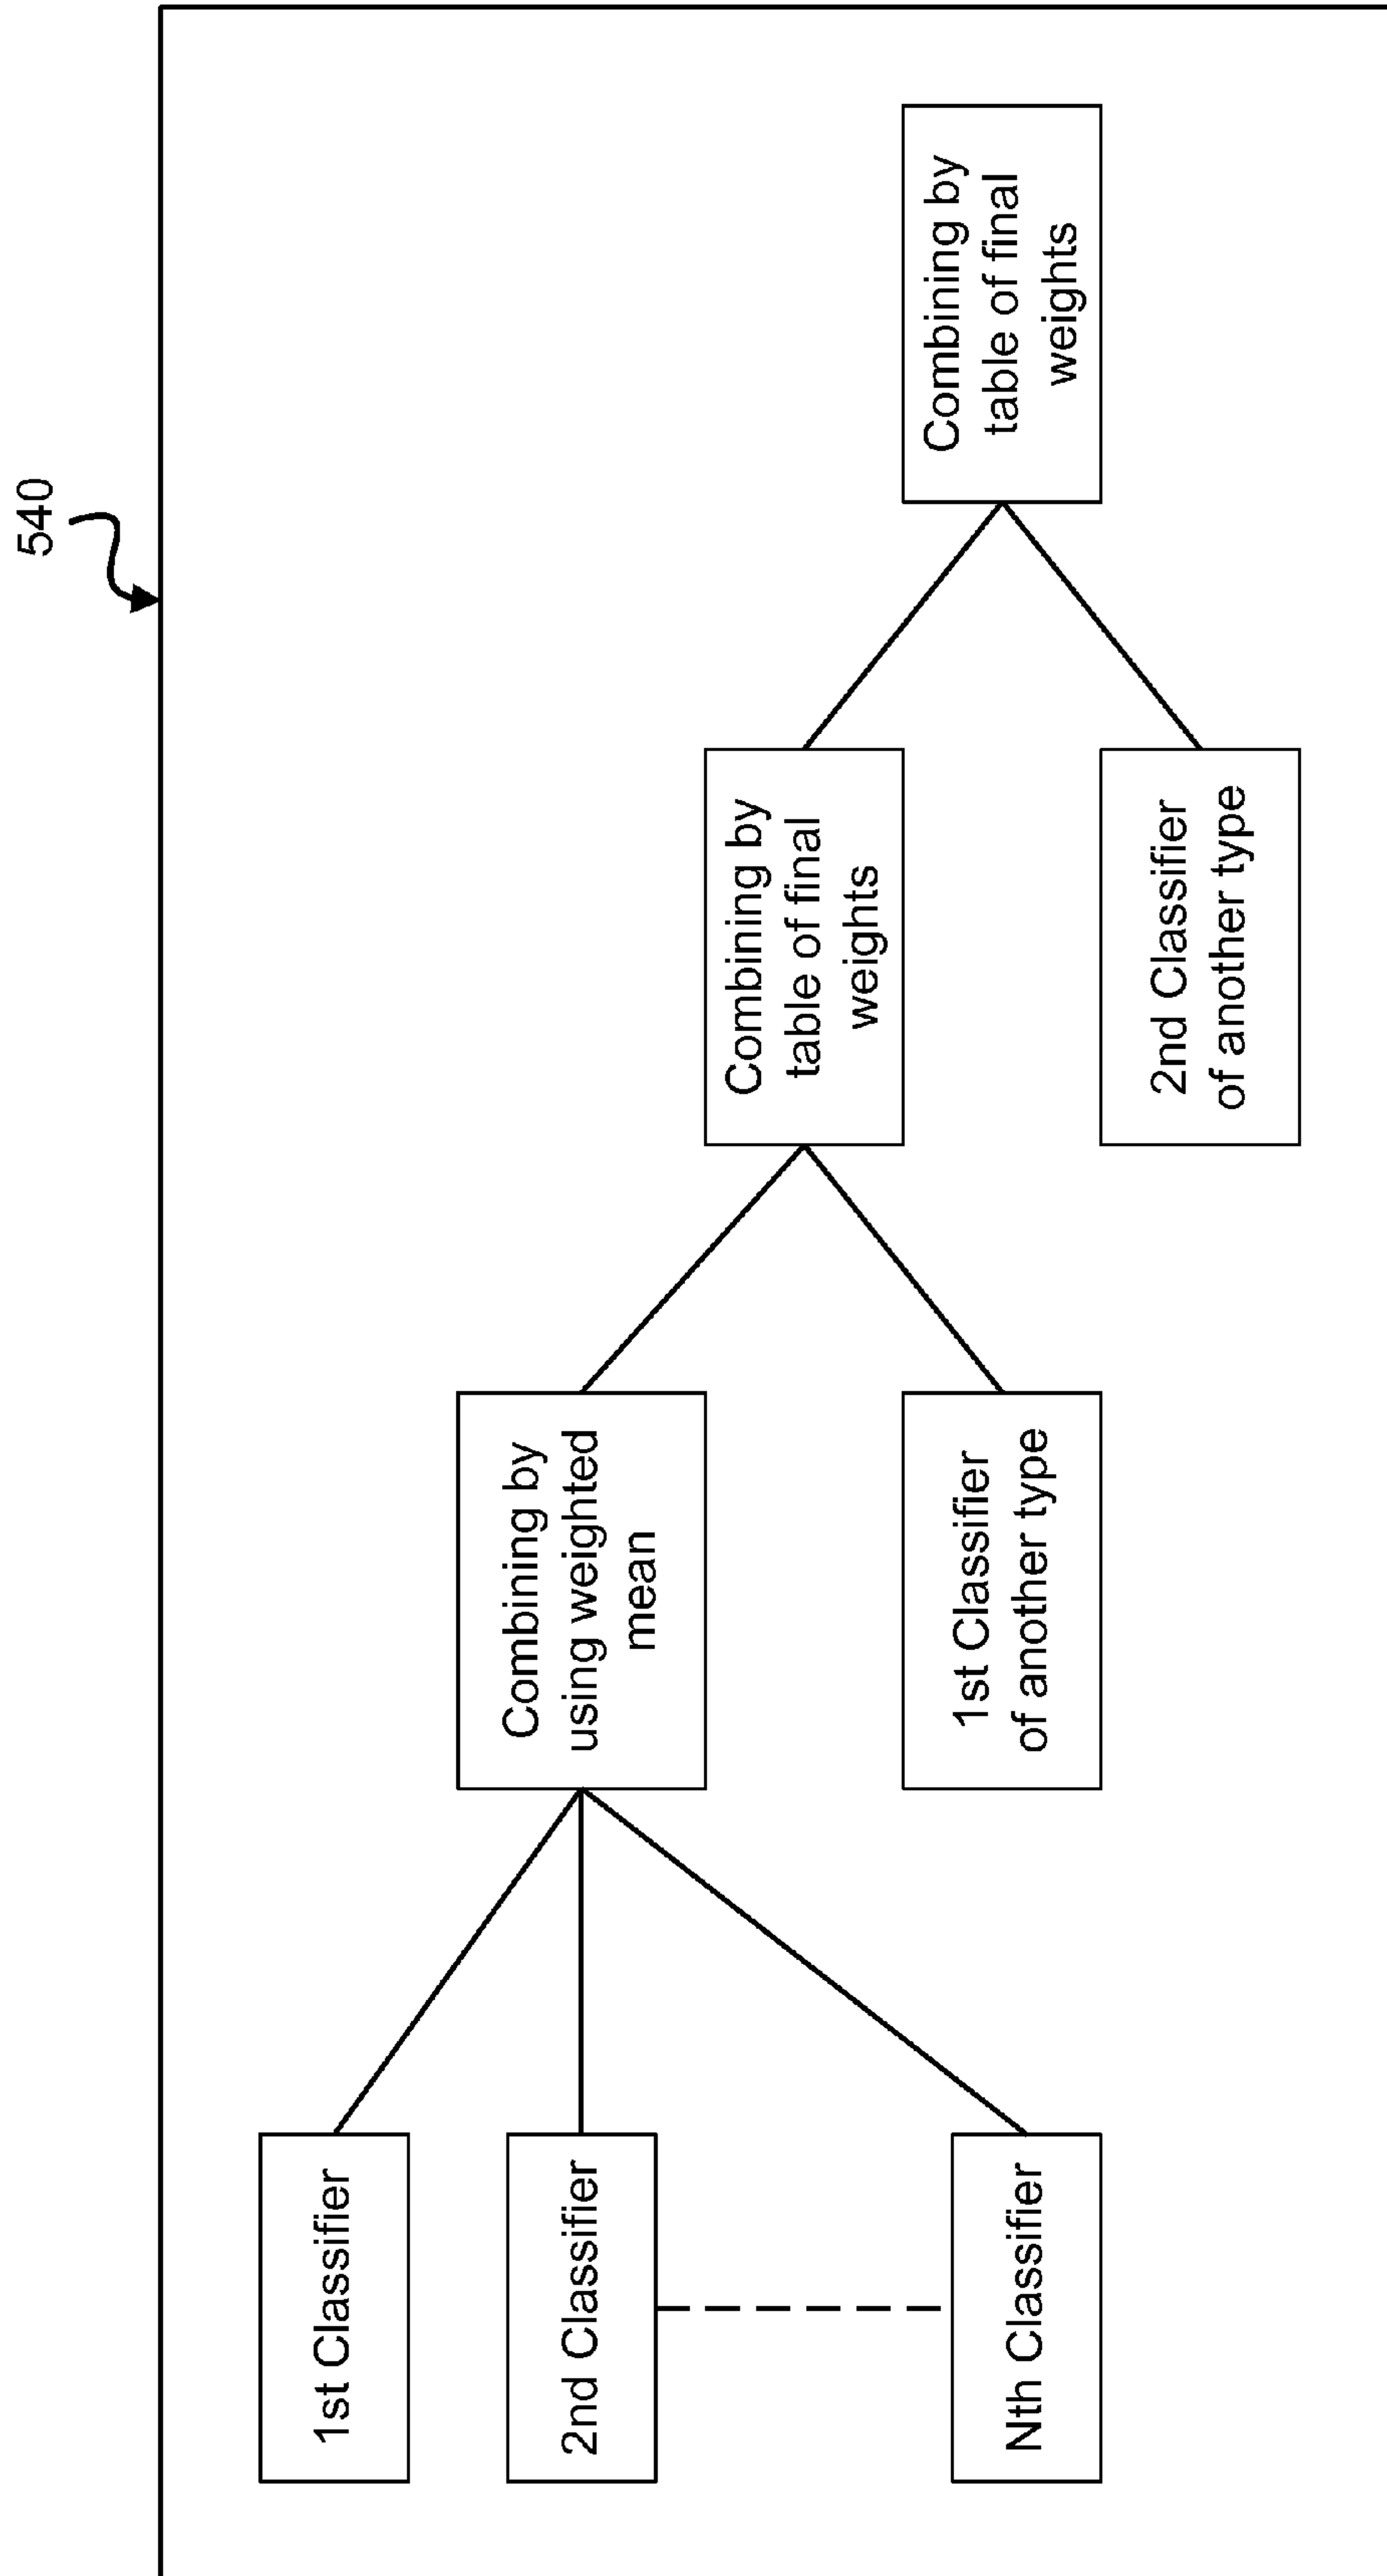 540
1st Classifier
2nd Classifier
Nth Classifier
Combining by
using weighted
mean
1st Classifier
of another type
Combining by
table of final
weights
2nd Classifier
of another type
Combining by
table of final
weights